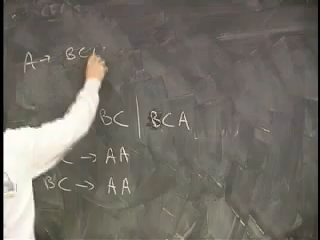 A → BC
BC | BCA
C → AA
BC → AA